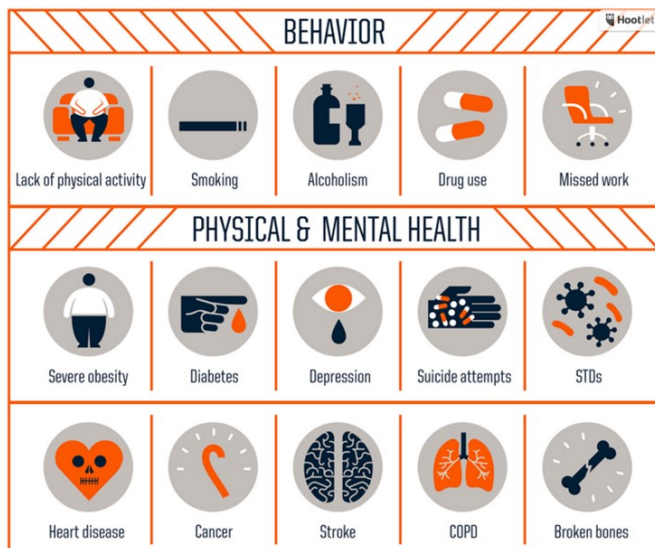 Hootlet
BEHAVIOR
Lack of physical activity
Smoking
Alcoholism
Drug use
Missed work
PHYSICAL & MENTAL HEALTH
Severe obesity
Diabetes
Depression
Suicide attempts
STDs
Heart disease
Cancer
Stroke
COPD
Broken bones